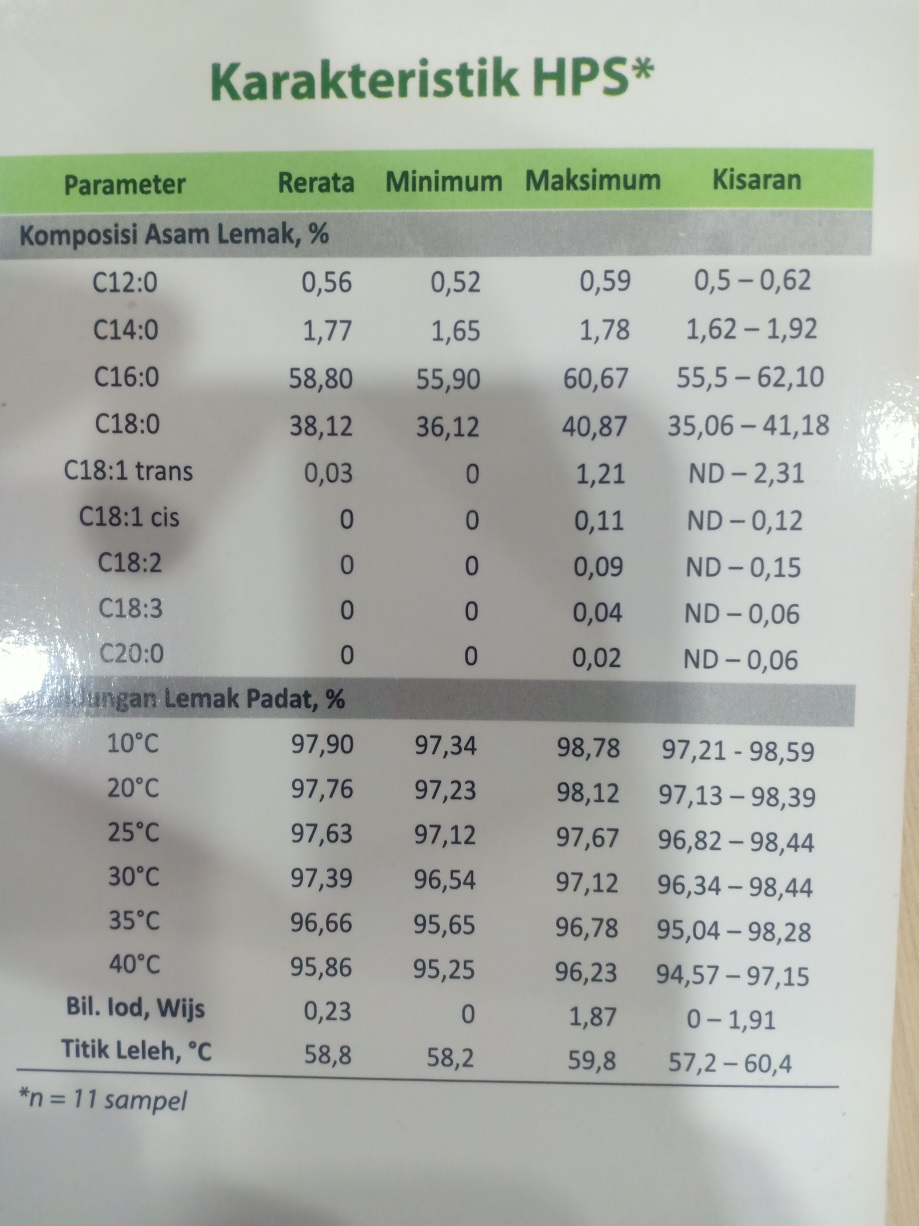 Karakteristik HPS*
Parameter Rerata Minimum Maksimum Kisaran
Komposisi Asam Lemak, %
C12:0 0,56 0,52 0,59 0,5 – 0,62
C14:0 1,77 1,65 1,78 1,62 – 1,92
C16:0 58,80 55,90 60,67 55,5 – 62,10
C18:0 38,12 36,12 40,87 35,06 – 41,18
C18:1 trans 0,03 0 1,21 ND – 2,31
C18:1 cis 0 0 0,11 ND – 0,12
C18:2 0 0 0,09 ND – 0,15
C18:3 0 0 0,04 ND – 0,06
C20:0 0 0 0,02 ND – 0,06
Lemak Padat, %
10°C 97,90 97,34 98,78 97,21 - 98,59
20°C 97,76 97,23 98,12 97,13 – 98,39
25°C 97,63 97,12 97,67 96,82 – 98,44
30°C 97,39 96,54 97,12 96,34 – 98,44
35°C 96,66 95,65 96,78 95,04 – 98,28
40°C 95,86 95,25 96,23 94,57 – 97,15
Bil. Iod, Wijs 0,23 0 1,87 0 – 1,91
Titik Leleh, °C 58,8 58,2 59,8 57,2 – 60,4
*n = 11 sampel